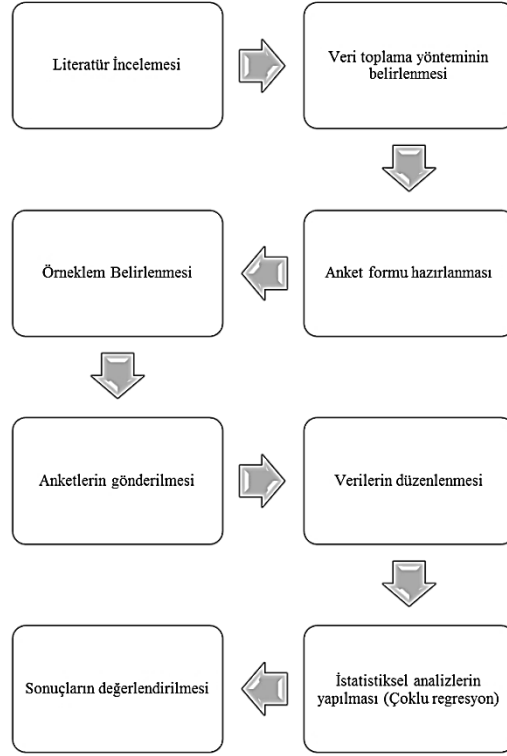 Literatür İncelemesi
Veri toplama yönteminin
belirlenmesi
Anket formu hazırlanması
Örneklem Belirlenmesi
Anketlerin gönderilmesi
Verilerin düzenlenmesi
İstatistiksel analizlerin
yapılması (Çoklu regresyon)
Sonuçların değerlendirilmesi